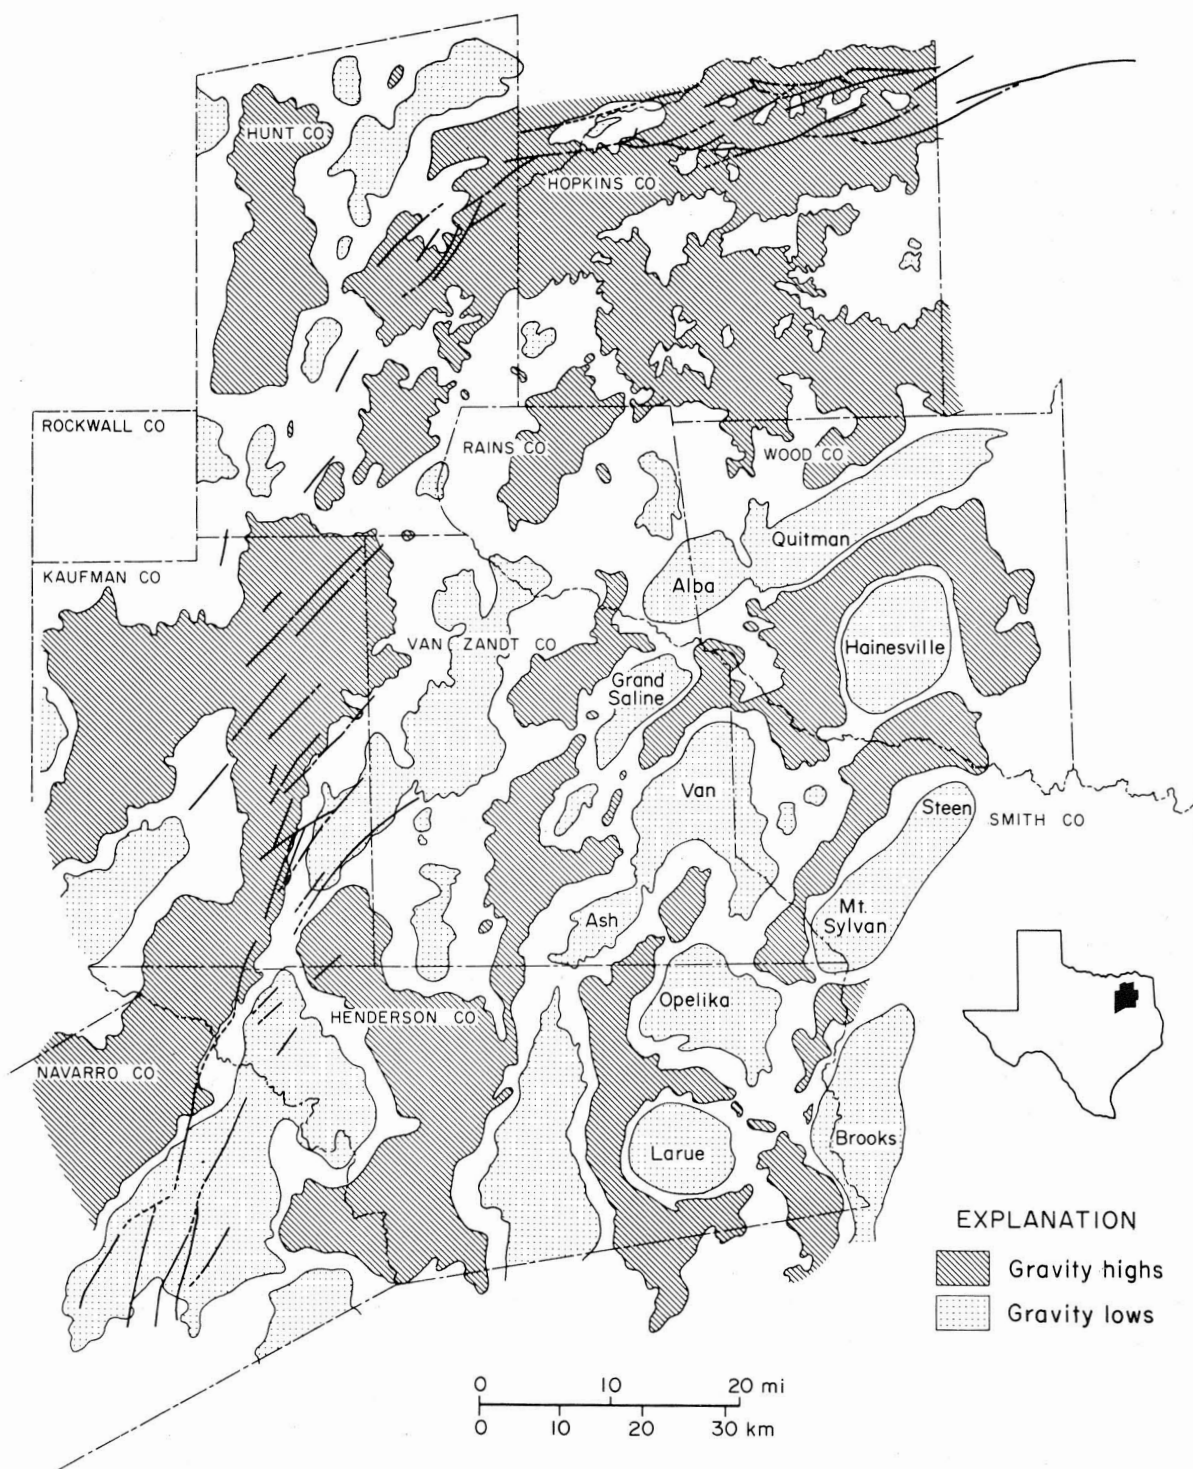 HUNT CO
HOPKINS CO
ROCKWALL CO
RAINS CO
WOOD CO
Quitman
KAUFMAN CO
Alba
VAN ZANDT CO
Hainesville
Grand
Saline
Van
Steen
SMITH CO
Ash
Mt.
Sylvan
Opelika
HENDERSON CO
NAVARRO CO
Brooks
Larue
EXPLANATION
Gravity highs
Gravity lows
0 10 20 mi
0 10 20 30 km